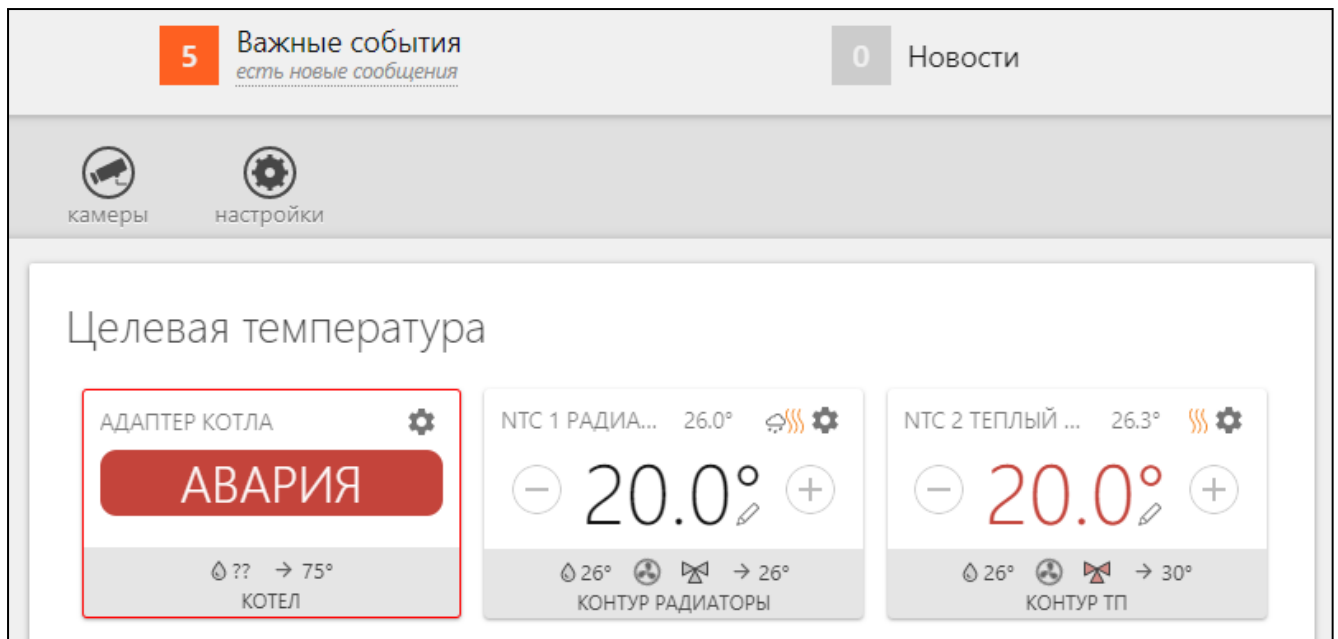 5 Важные события
есть новые сообщения
0 Новости
камеры настройки
Целевая температура
АДАПТЕР КОТЛА
АВАРИЯ
?? → 75°
КОТЕЛ
NTC 1 РАДИА... 26.0°
20.0°
26° → 26°
КОНТУР РАДИАТОРЫ
NTC 2 ТЕПЛЫЙ ... 26.3°
20.0°
26° → 30°
КОНТУР ТП